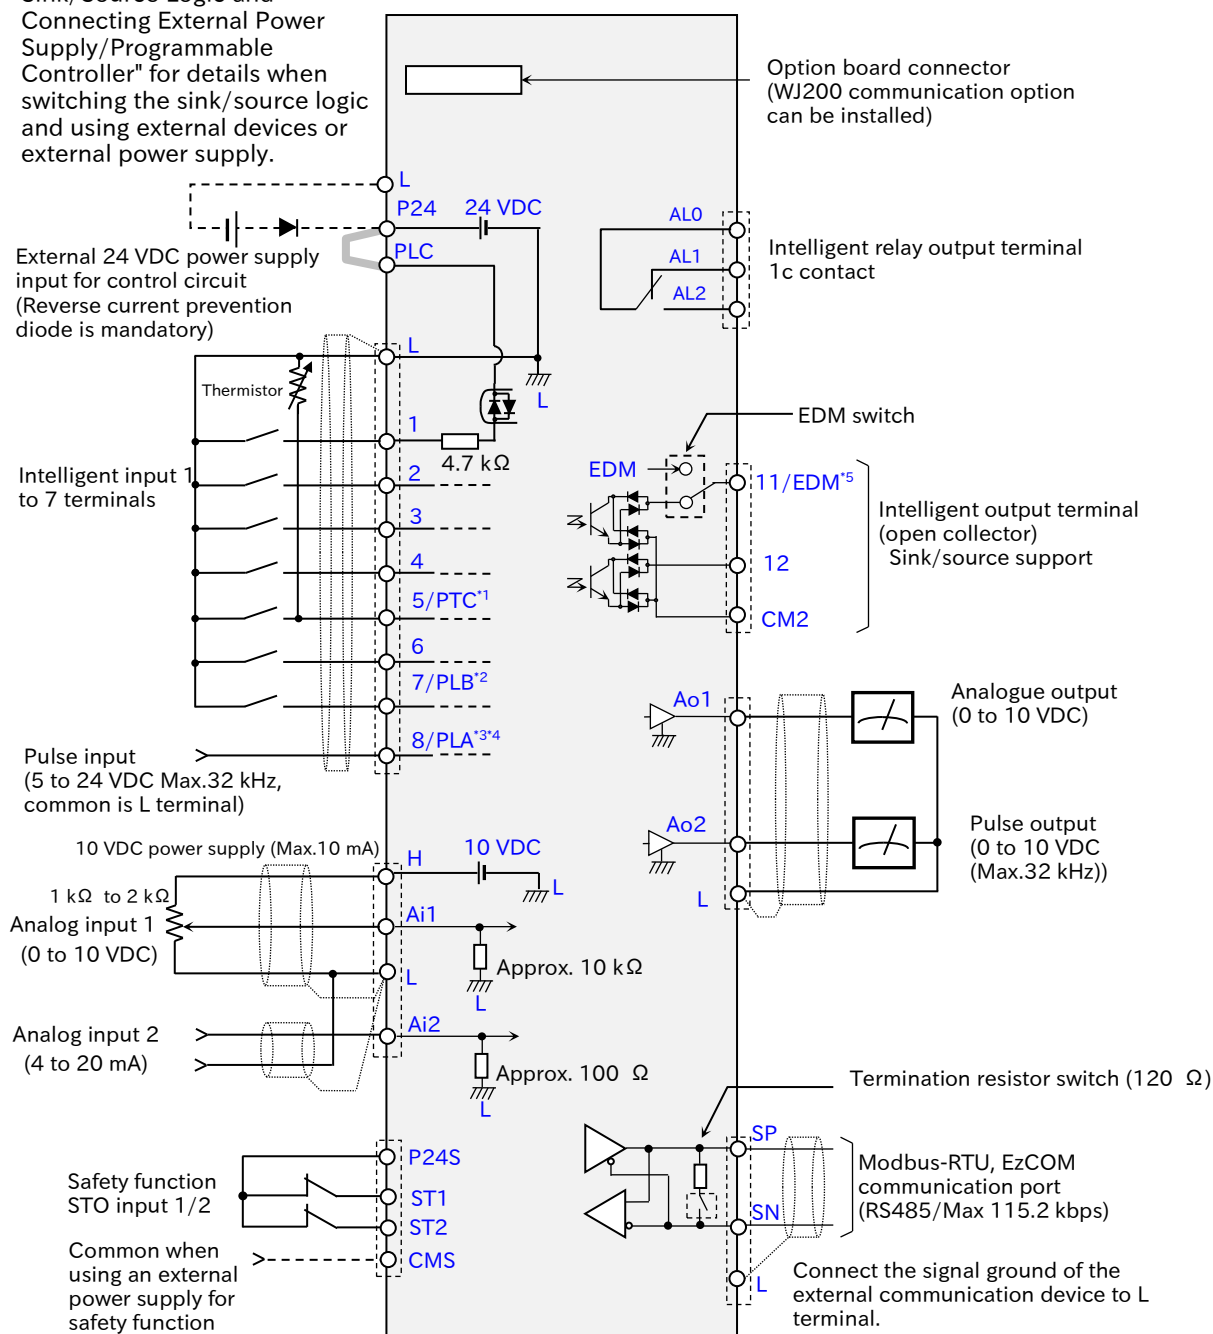 Sink/Source Logic and
Connecting External Power
Supply/Programmable
Controller" for details when
switching the sink/source logic
and using external devices or
external power supply.
Option board connector
(WJ200 communication option
can be installed)
L
P24
24 VDC
PLC
External 24 VDC power supply
input for control circuit
(Reverse current prevention
diode is mandatory)
AL0
AL1
AL2
Intelligent relay output terminal
1c contact
L
Thermistor
L
1
4.7 kΩ
2
3
4
5/PTC*1
6
7/PLB*2
8/PLA*3*4
Intelligent input 1
to 7 terminals
Pulse input
(5 to 24 VDC Max.32 kHz,
common is L terminal)
EDM switch
EDM
11/EDM*5
12
CM2
Intelligent output terminal
(open collector)
Sink/source support
Ao1
Analogue output
(0 to 10 VDC)
Ao2
Pulse output
(0 to 10 VDC
(Max.32 kHz))
L
10 VDC power supply (Max.10 mA)
H
10 VDC
L
1 kΩ to 2 kΩ
Analog input 1
(0 to 10 VDC)
Ai1
Approx. 10 kΩ
L
L
Analog input 2
(4 to 20 mA)
Ai2
Approx. 100 Ω
L
Termination resistor switch (120 Ω)
SP
SN
L
Modbus-RTU, EzCOM
communication port
(RS485/Max 115.2 kbps)
Connect the signal ground of the
external communication device to L
terminal.
Safety function
STO input 1/2
P24S
ST1
ST2
CMS
Common when
using an external
power supply for
safety function